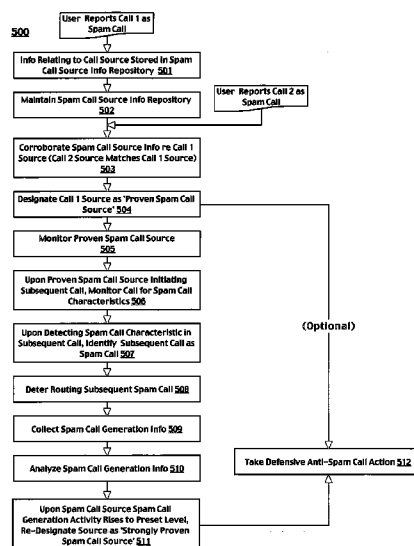 500
User Reports Call 1 as
Spam Call
Info Relating to Call Source Stored in Spam
Call Source Info Repository 501
Maintain Spam Call Source Info Repository
502
User Reports Call 2 as
Spam Call
Corroborate Spam Call Source Info re Call 1
Source (Call 2 Source Matches Call 1 Source)
503
Designate Call 1 Source as 'Proven Spam Call
Source' 504
Monitor Proven Spam Call Source
505
Upon Proven Spam Call Source Initiating
Subsequent Call, Monitor Call for Spam Call
Characteristics 506
(Optional)
Upon Detecting Spam Call Characteristic in
Subsequent Call, Identify Subsequent Call as
Spam Call 507
Deter Routing Subsequent Spam Call 508
Collect Spam Call Generation Info 509
Analyze Spam Call Generation Info 510
Take Defensive Anti-Spam Call Action 512
Upon Spam Call Source Spam Call
Generation Activity Rises to Preset Level,
Re-Designate Source as 'Strongly Proven
Spam Call Source' 511